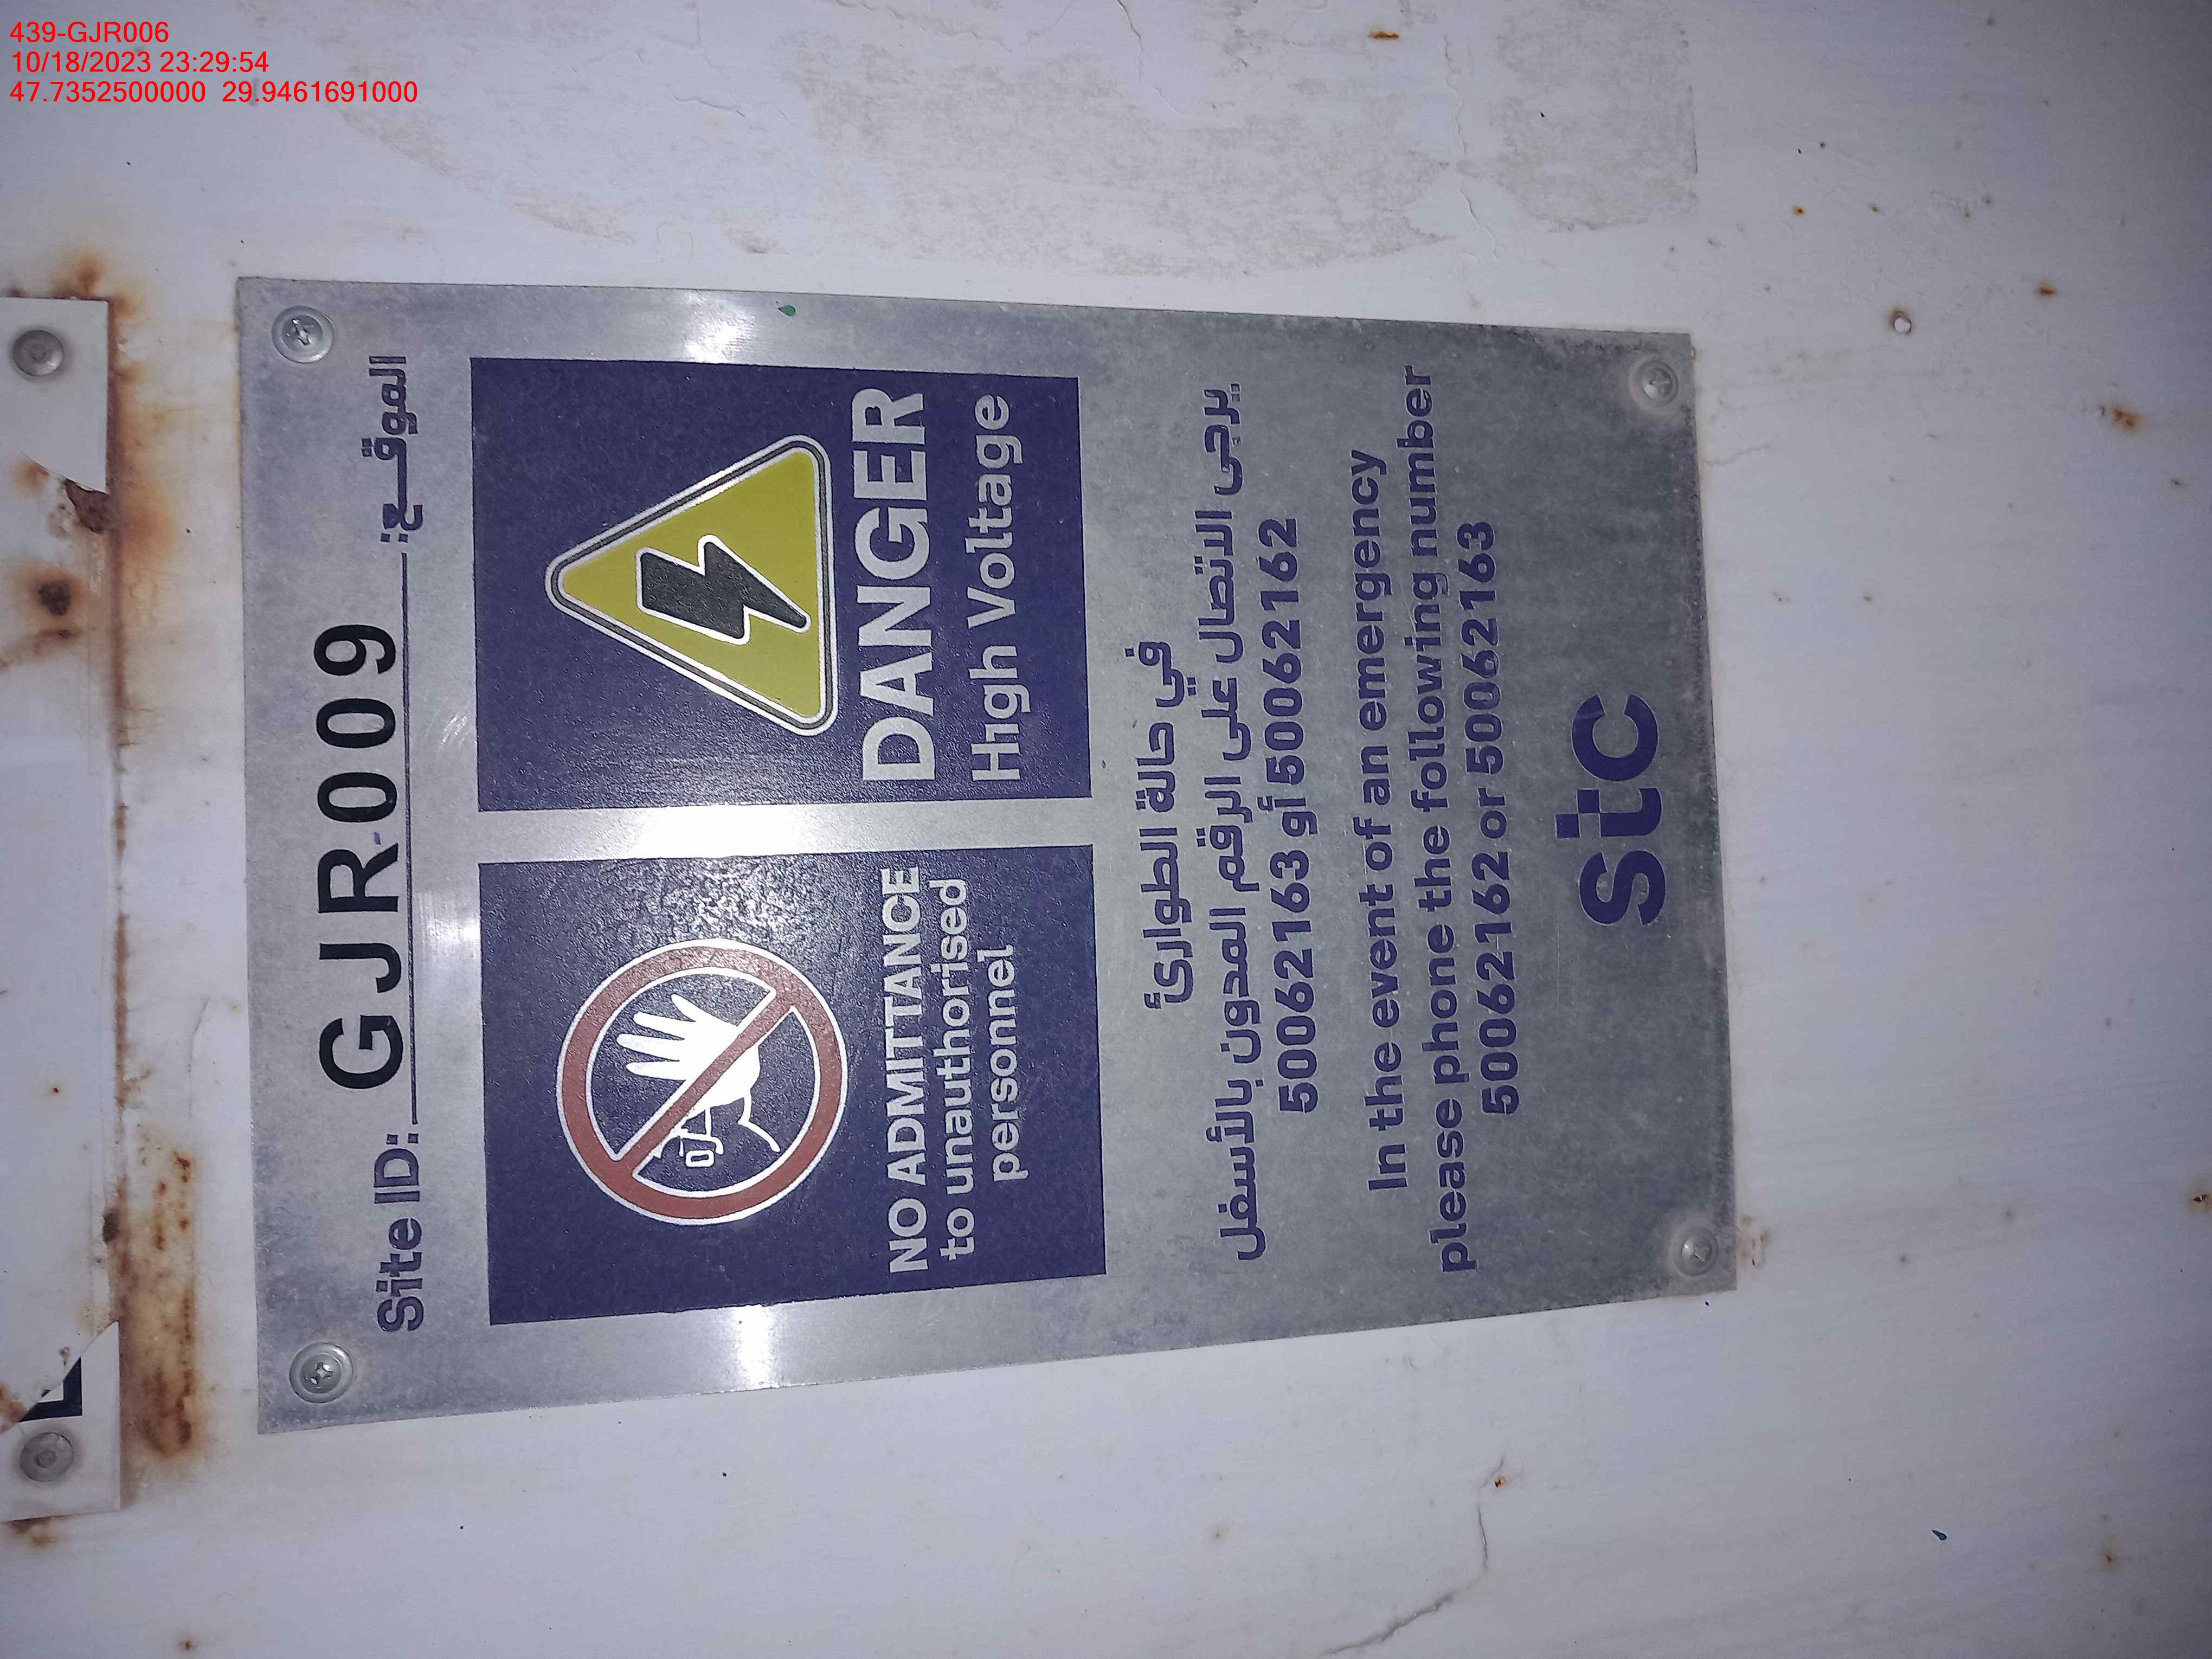 439-GJR006
10/18/2023 23:29:54
47.7352500000 29.9461691000
Site ID: GJR009 الموقع:
NO ADMITTANCE
to unauthorised
personnel
DANGER
High Voltage
في حالة الطوارئ
يرجى الاتصال على الرقم المدون بالأسفل
50062163 أو 50062162
In the event of an emergency
please phone the following number
50062162 or 50062163
stc